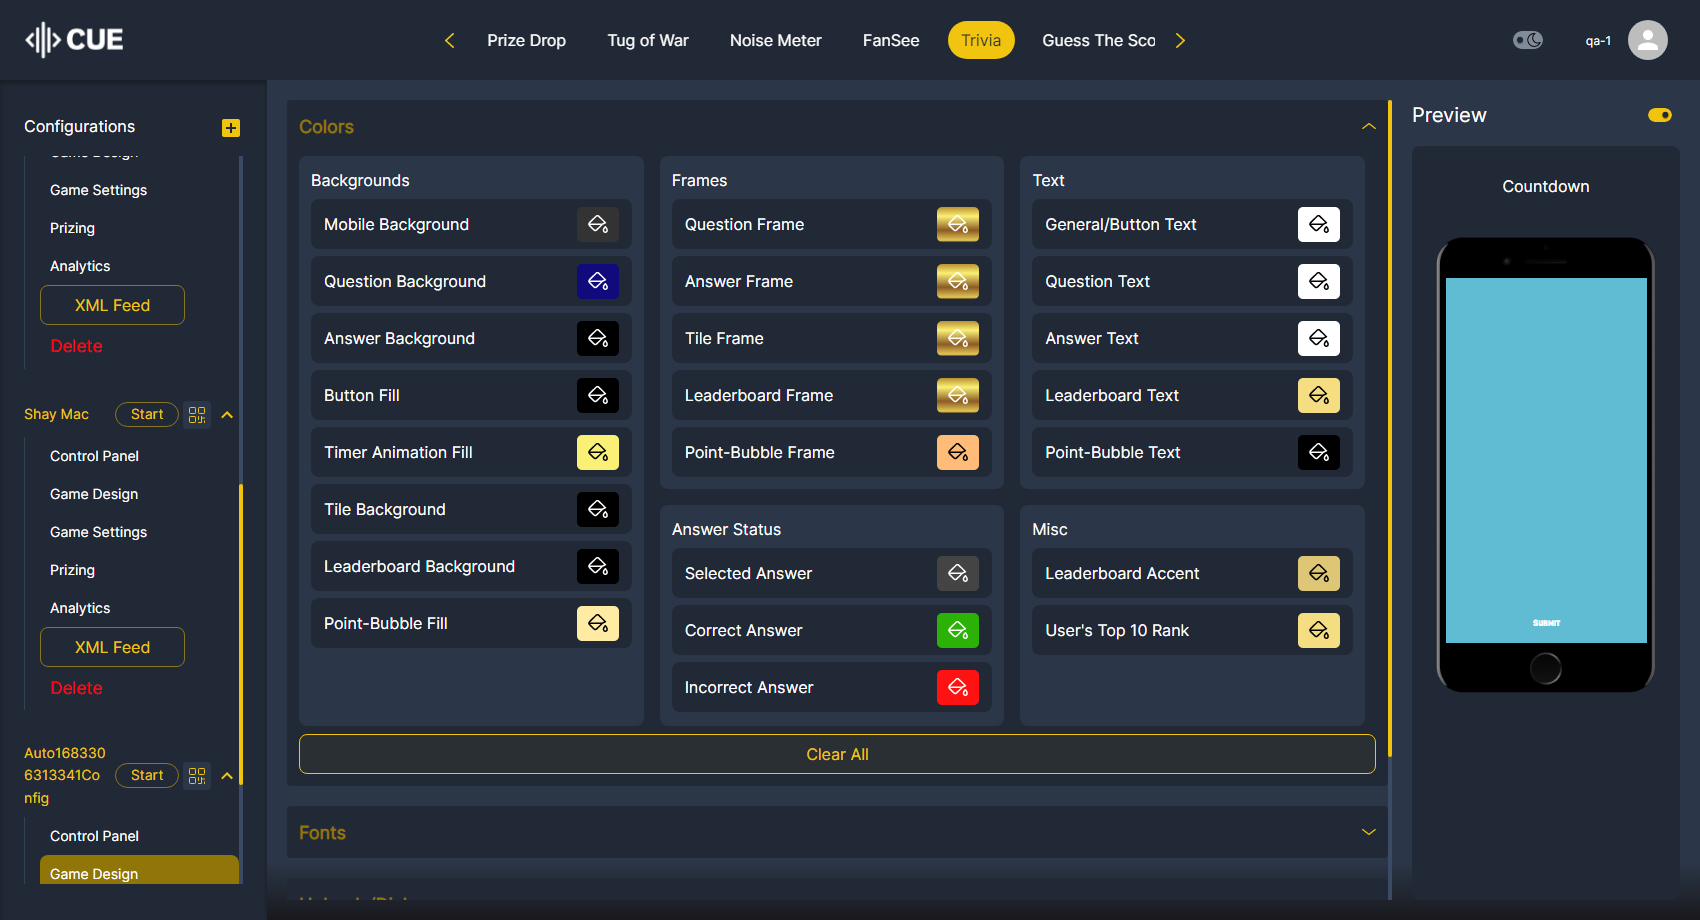 CUE
Prize Drop
Tug of War
Noise Meter
FanSee
Trivia
Guess The Sco
qa-1
Configurations
Game Design
Game Settings
Prizing
Analytics
XML Feed
Delete
Shay Mac
Start
Control Panel
Game Design
Game Settings
Prizing
Analytics
XML Feed
Delete
Auto168330
6313341Co
nfig
Start
Control Panel
Game Design
Colors
Backgrounds
Mobile Background
Question Background
Answer Background
Button Fill
Timer Animation Fill
Tile Background
Leaderboard Background
Point-Bubble Fill
Frames
Question Frame
Answer Frame
Tile Frame
Leaderboard Frame
Point-Bubble Frame
Text
General/Button Text
Question Text
Answer Text
Leaderboard Text
Point-Bubble Text
Answer Status
Selected Answer
Correct Answer
Incorrect Answer
Misc
Leaderboard Accent
User's Top 10 Rank
Clear All
Fonts
Preview
Countdown
SUBMIT